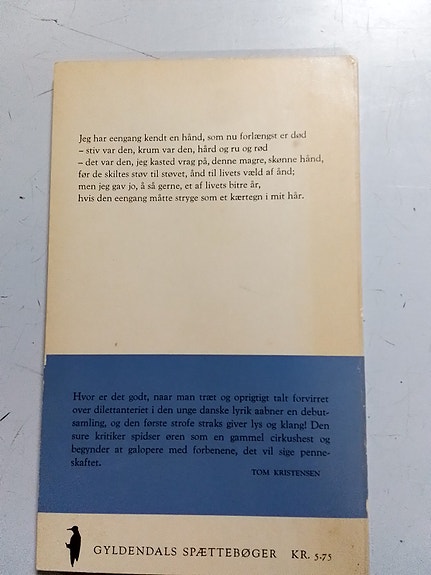 Jeg har eengang kendt en hånd, som nu forlængst er død
– stiv var den, krum var den, hård og ru og rød
– det var den, jeg kasted vrag på, denne magre, skønne hånd,
før de skiltes støv til støvet, ånd til livets væld af ånd;
men jeg gav jo, å så gerne, et af livets bitre år,
hvis den eengang måtte stryge som et kærtegn i mit hår.
Hvor er det godt, naar man træt og oprigtigt talt forvirret
over dilettanteriet i den unge danske lyrik aabner en debut-
samling, og den første strofe straks giver lys og klang! Den
sure kritiker spidser øren som en gammel cirkushest og
begynder at galopere med forbenene, det vil sige penne-
skaftet.
TOM KRISTENSEN
GYLDENDALS SPÆTTEBØGER KR. 5.75